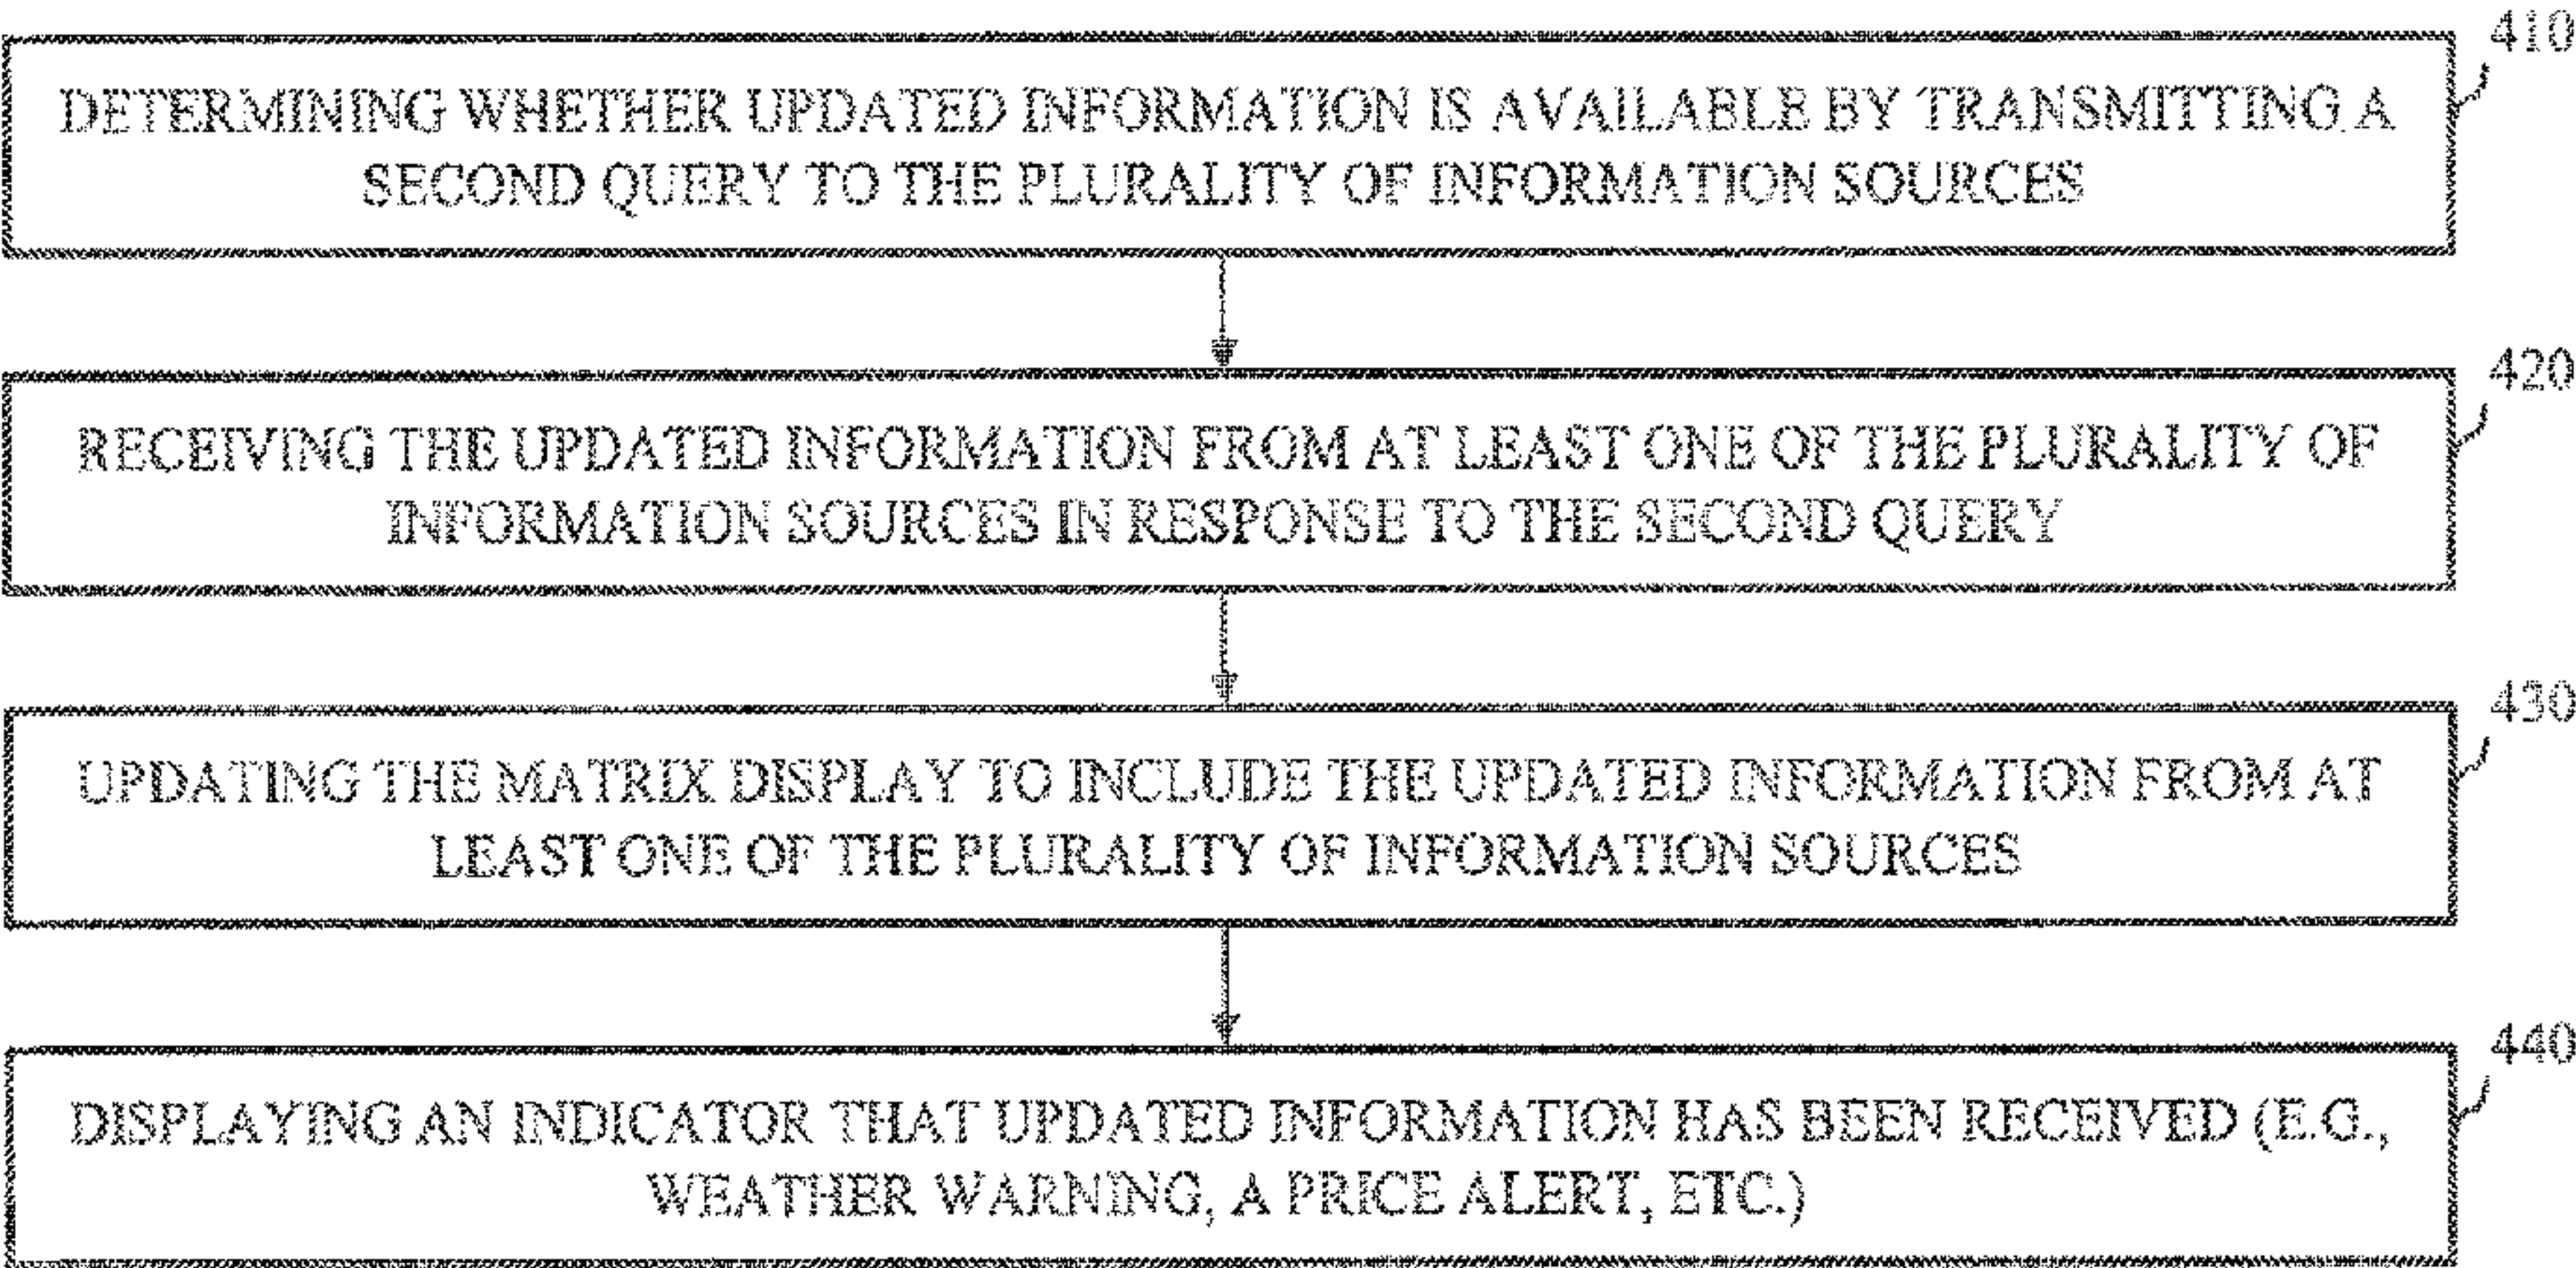 410
DETERMINING WHETHER UPDATED INFORMATION IS AVAILABLE BY TRANSMITTING A
SECOND QUERY TO THE PLURALITY OF INFORMATION SOURCES
420
RECEIVING THE UPDATED INFORMATION FROM AT LEAST ONE OF THE PLURALITY OF
INFORMATION SOURCES IN RESPONSE TO THE SECOND QUERY
430
UPDATING THE MATRIX DISPLAY TO INCLUDE THE UPDATED INFORMATION FROM AT
LEAST ONE OF THE PLURALITY OF INFORMATION SOURCES
440
DISPLAYING AN INDICATOR THAT UPDATED INFORMATION HAS BEEN RECEIVED (E.G.,
WEATHER WARNING, A PRICE ALERT, ETC.)